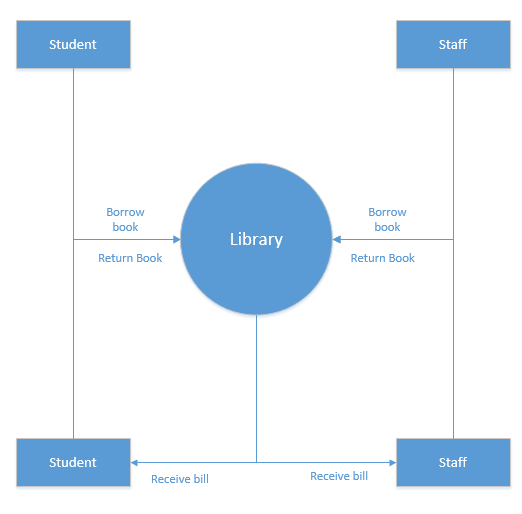 Student
Staff
Borrow
book
Return Book
Library
Borrow
book
Return Book
Student
Staff
Receive bill
Receive bill